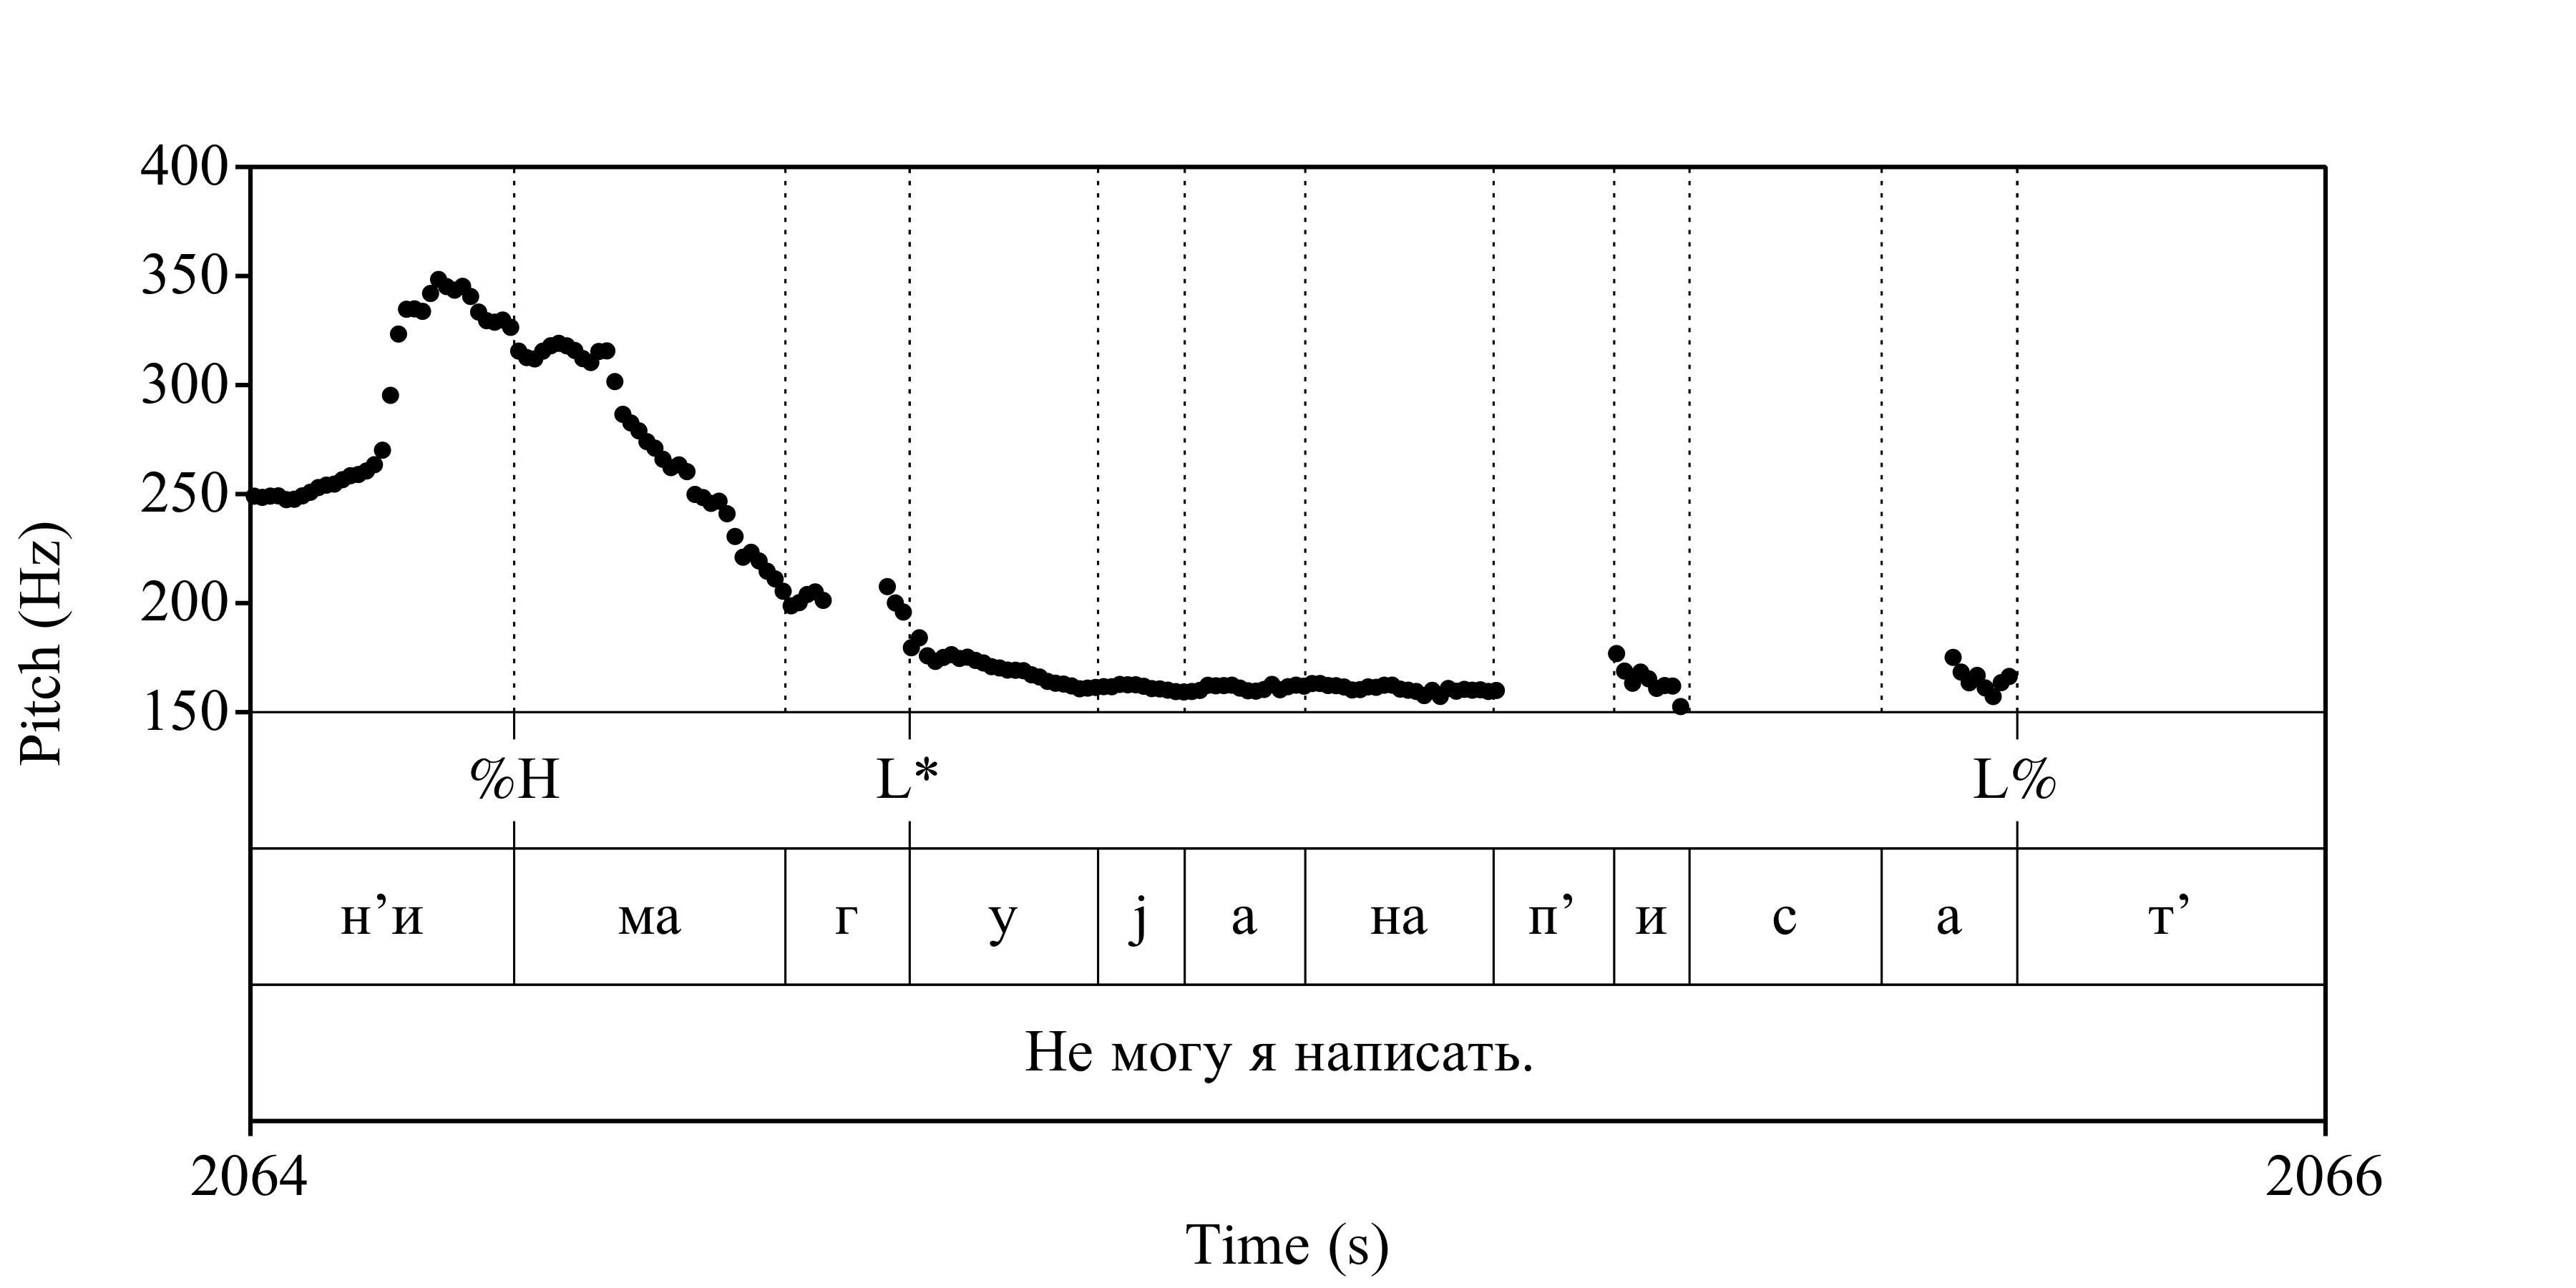 400
350
300
250
200
150
Pitch (Hz)
%H L* L%
н’и ма г у j а на п’ и с а т’
Не могу я написать.
2064 2066
Time (s)